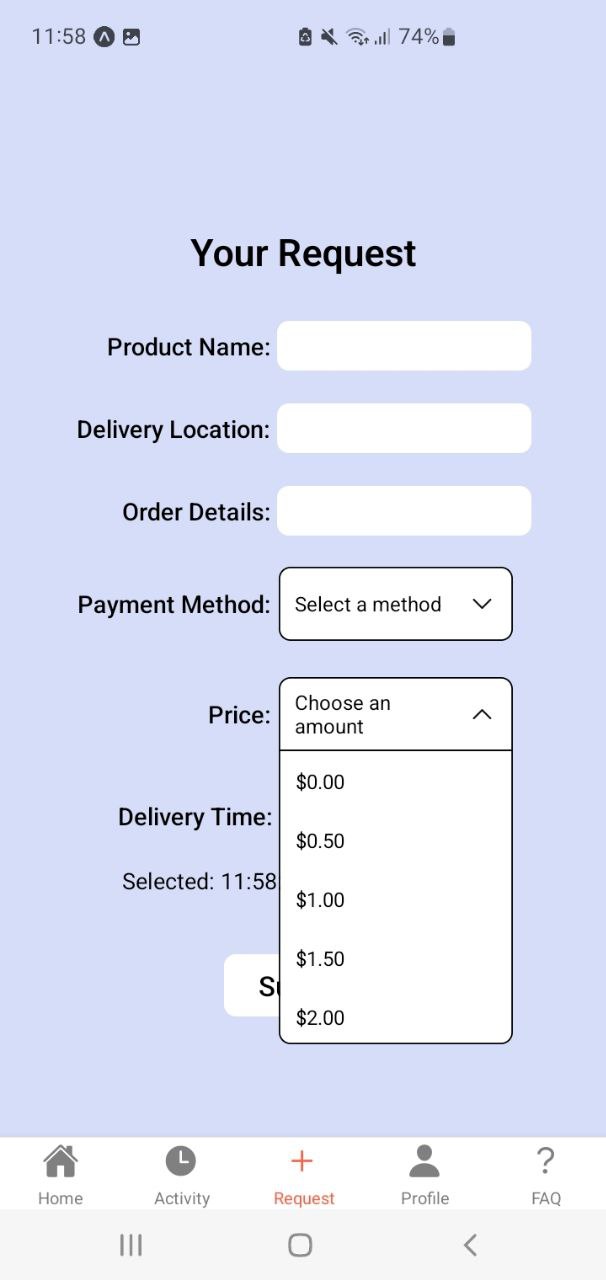 11:58 74%
Your Request
Product Name:
Delivery Location:
Order Details:
Payment Method: Select a method
Price: Choose an
amount
$0.00
Delivery Time:
$0.50
Selected: 11:58
$1.00
$1.50
$2.00
Home Activity Request Profile FAQ